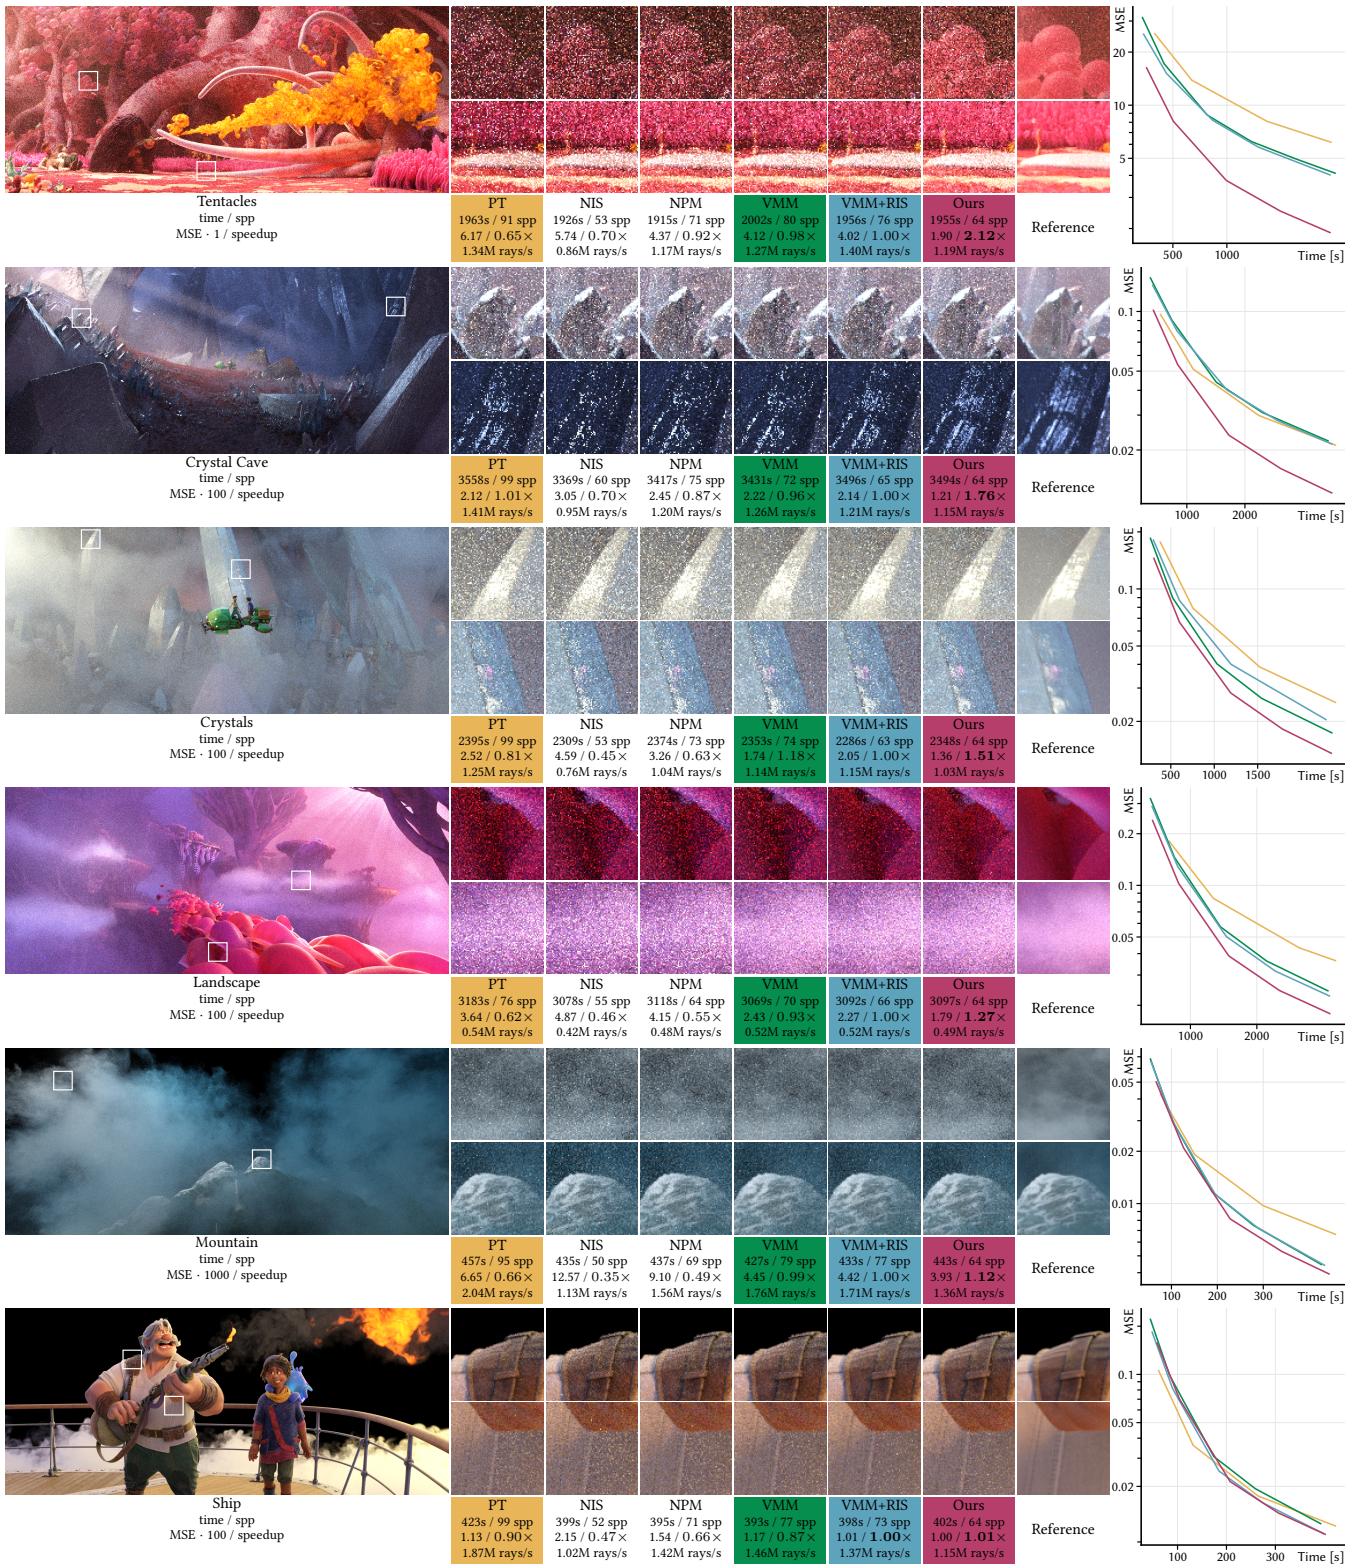 MSE
20
10
5
500 1000 Time [s]
Tentacles
time / spp
MSE · 1 / speedup
PT NIS NPM VMM VMM+RIS Ours
1963s / 91 spp 1926s / 53 spp 1915s / 71 spp 2002s / 80 spp 1956s / 76 spp 1955s / 64 spp
6.17 / 0.65× 5.74 / 0.70× 4.37 / 0.92× 4.12 / 0.98× 4.02 / 1.00× 1.90 / 2.12×
1.34M rays/s 0.86M rays/s 1.17M rays/s 1.27M rays/s 1.40M rays/s 1.19M rays/s
Reference
MSE
0.1
0.05
0.02
1000 2000 Time [s]
Crystal Cave
time / spp
MSE · 100 / speedup
PT NIS NPM VMM VMM+RIS Ours
3558s / 99 spp 3369s / 60 spp 3417s / 75 spp 3431s / 72 spp 3496s / 65 spp 3494s / 64 spp
2.12 / 1.01× 3.05 / 0.70× 2.45 / 0.87× 2.22 / 0.96× 2.14 / 1.00× 1.21 / 1.76×
1.41M rays/s 0.95M rays/s 1.20M rays/s 1.26M rays/s 1.21M rays/s 1.15M rays/s
Reference
MSE
0.1
0.05
0.02
500 1000 1500 Time [s]
Crystals
time / spp
MSE · 100 / speedup
PT NIS NPM VMM VMM+RIS Ours
2395s / 99 spp 2309s / 53 spp 2374s / 73 spp 2353s / 74 spp 2286s / 63 spp 2348s / 64 spp
2.52 / 0.81× 4.59 / 0.45× 3.26 / 0.63× 1.74 / 1.18× 2.05 / 1.00× 1.36 / 1.51×
1.25M rays/s 0.76M rays/s 1.04M rays/s 1.14M rays/s 1.15M rays/s 1.03M rays/s
Reference
MSE
0.2
0.1
0.05
1000 2000 Time [s]
Landscape
time / spp
MSE · 100 / speedup
PT NIS NPM VMM VMM+RIS Ours
3183s / 76 spp 3078s / 55 spp 3118s / 64 spp 3069s / 70 spp 3092s / 66 spp 3097s / 64 spp
3.64 / 0.62× 4.87 / 0.46× 4.15 / 0.55× 2.43 / 0.93× 2.27 / 1.00× 1.79 / 1.27×
0.54M rays/s 0.42M rays/s 0.48M rays/s 0.52M rays/s 0.52M rays/s 0.49M rays/s
Reference
MSE
0.05
0.02
0.01
100 200 300 Time [s]
Mountain
time / spp
MSE · 1000 / speedup
PT NIS NPM VMM VMM+RIS Ours
457s / 95 spp 435s / 50 spp 437s / 69 spp 427s / 79 spp 433s / 77 spp 443s / 64 spp
6.65 / 0.66× 12.57 / 0.35× 9.10 / 0.49× 4.45 / 0.99× 4.42 / 1.00× 3.93 / 1.12×
2.04M rays/s 1.13M rays/s 1.56M rays/s 1.76M rays/s 1.71M rays/s 1.36M rays/s
Reference
MSE
0.1
0.05
0.02
100 200 300 Time [s]
Ship
time / spp
MSE · 100 / speedup
PT NIS NPM VMM VMM+RIS Ours
423s / 99 spp 399s / 52 spp 395s / 71 spp 393s / 77 spp 398s / 73 spp 402s / 64 spp
1.13 / 0.90× 2.15 / 0.47× 1.54 / 0.66× 1.17 / 0.87× 1.01 / 1.00× 1.00 / 1.01×
1.87M rays/s 1.02M rays/s 1.42M rays/s 1.46M rays/s 1.37M rays/s 1.15M rays/s
Reference